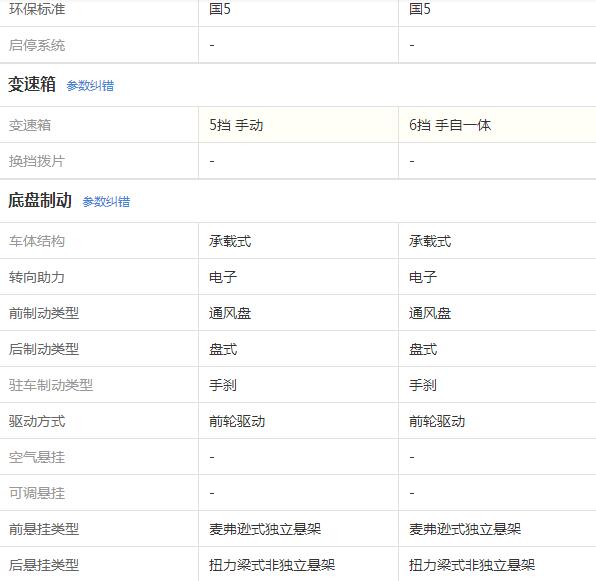 环保标准 国5 国5
启停系统 - -
变速箱 参数纠错
变速箱 5挡 手动 6挡 手自一体
换挡拨片 - -
底盘制动 参数纠错
车体结构 承载式 承载式
转向助力 电子 电子
前制动类型 通风盘 通风盘
后制动类型 盘式 盘式
驻车制动类型 手刹 手刹
驱动方式 前轮驱动 前轮驱动
空气悬挂 - -
可调悬挂 - -
前悬挂类型 麦弗逊式独立悬架 麦弗逊式独立悬架
后悬挂类型 扭力梁式非独立悬架 扭力梁式非独立悬架